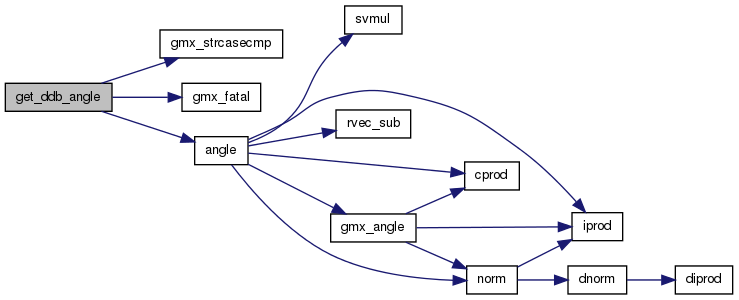 svmul
gmx_strcasecmp
get_ddb_angle
gmx_fatal
rvec_sub
angle
cprod
gmx_angle
iprod
norm
dnorm
diprod